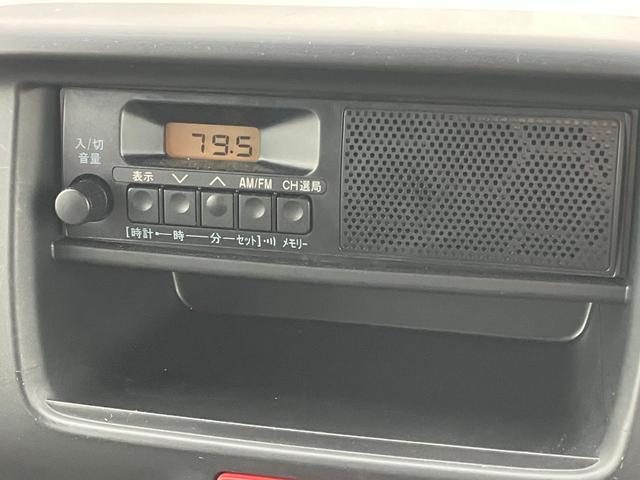 79.5
入/切
音量
表示 ∨ ∧ AM/FM CH選局
[時計•─時 ─ 分─セット]•ııı メモリー